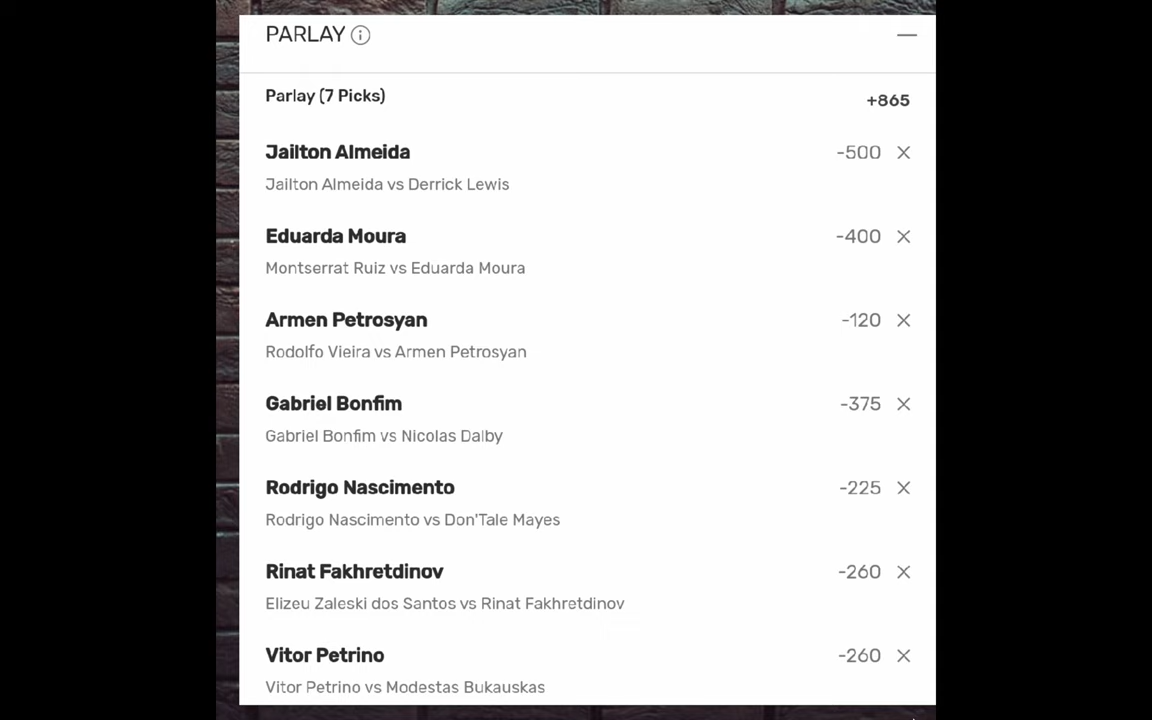 PARLAY
Parlay (7 Picks)
+865
Jailton Almeida
-500
Jailton Almeida vs Derrick Lewis
Eduarda Moura
-400
Montserrat Ruiz vs Eduarda Moura
Armen Petrosyan
-120
Rodolfo Vieira vs Armen Petrosyan
Gabriel Bonfim
-375
Gabriel Bonfim vs Nicolas Dalby
Rodrigo Nascimento
-225
Rodrigo Nascimento vs Don'Tale Mayes
Rinat Fakhretdinov
-260
Elizeu Zaleski dos Santos vs Rinat Fakhretdinov
Vitor Petrino
-260
Vitor Petrino vs Modestas Bukauskas